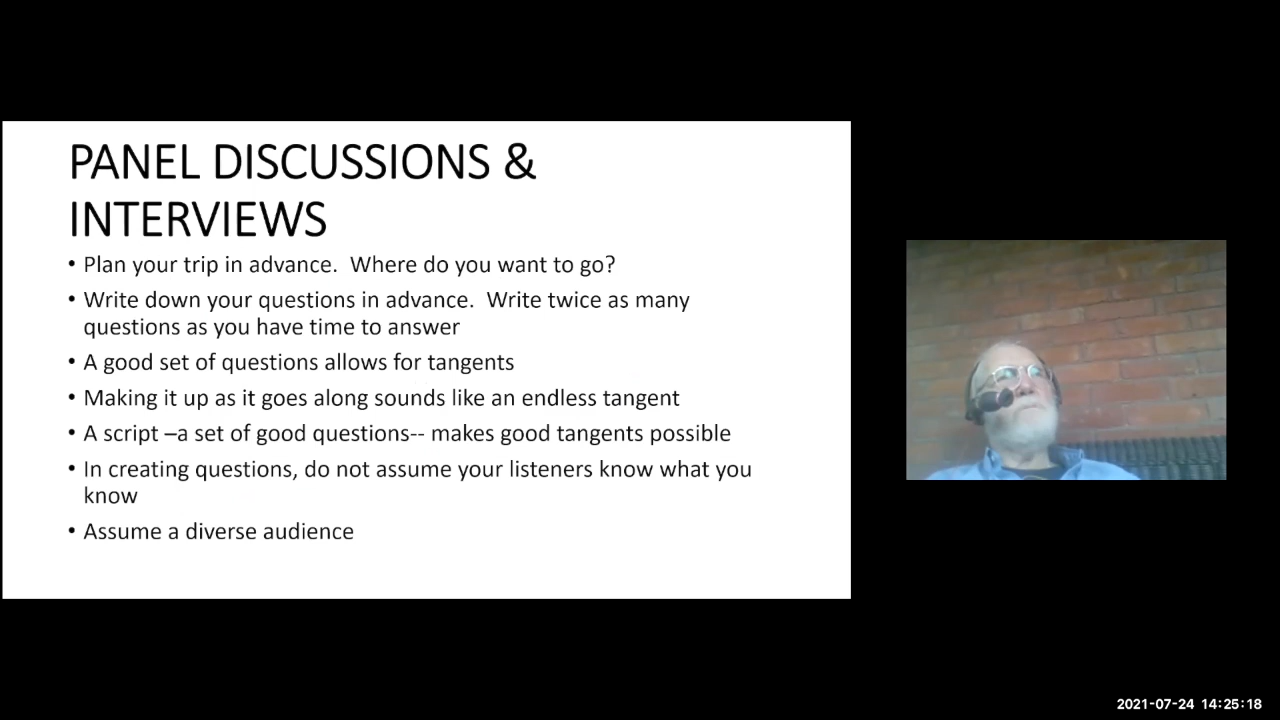 PANEL DISCUSSIONS &
INTERVIEWS
• Plan your trip in advance.  Where do you want to go?
• Write down your questions in advance.  Write twice as many
questions as you have time to answer
• A good set of questions allows for tangents
• Making it up as it goes along sounds like an endless tangent
• A script –a set of good questions-- makes good tangents possible
• In creating questions, do not assume your listeners know what you
know
• Assume a diverse audience
2021-07-24 14:25:18